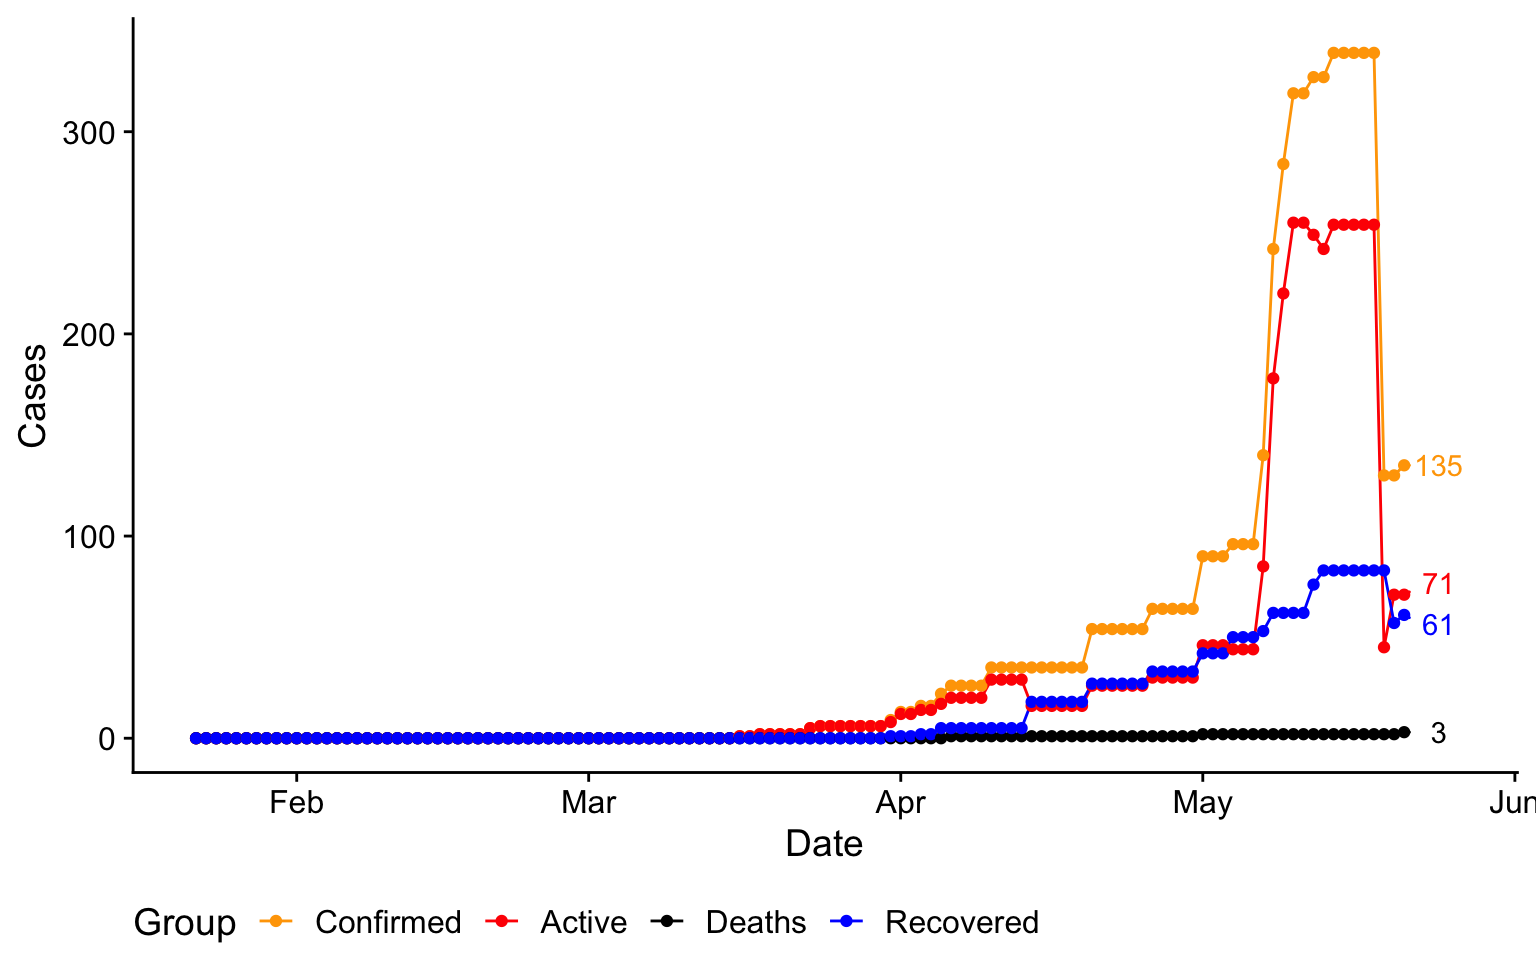 300
200
100
0
Cases
135
71
61
3
Feb Mar Apr May Jun
Date
Group Confirmed Active Deaths Recovered